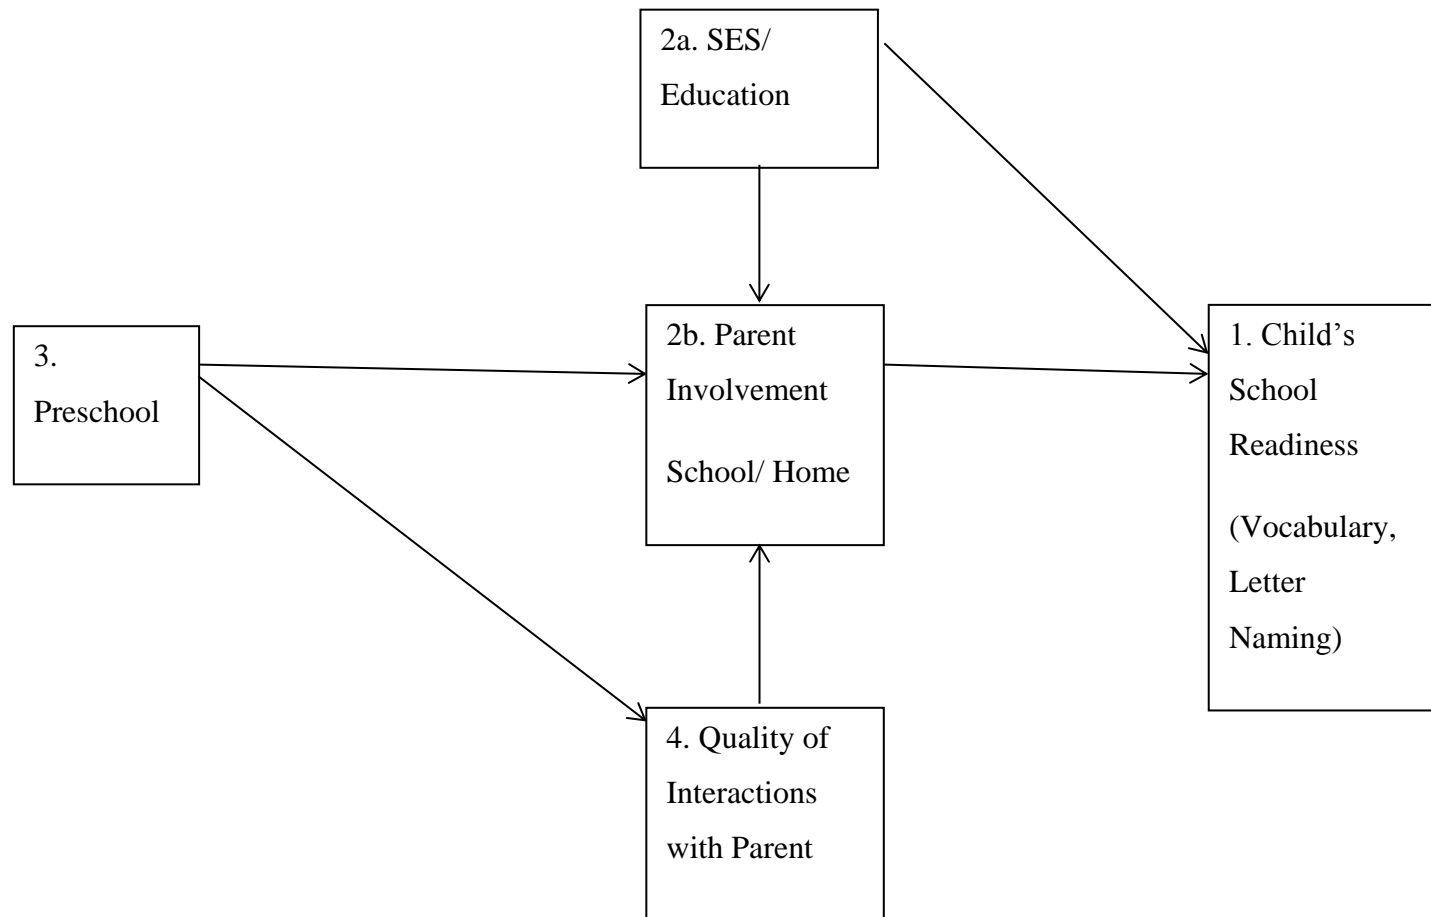 2a. SES/
Education
3.
Preschool
2b. Parent
Involvement
School/ Home
1. Child’s
School
Readiness
(Vocabulary,
Letter
Naming)
4. Quality of
Interactions
with Parent